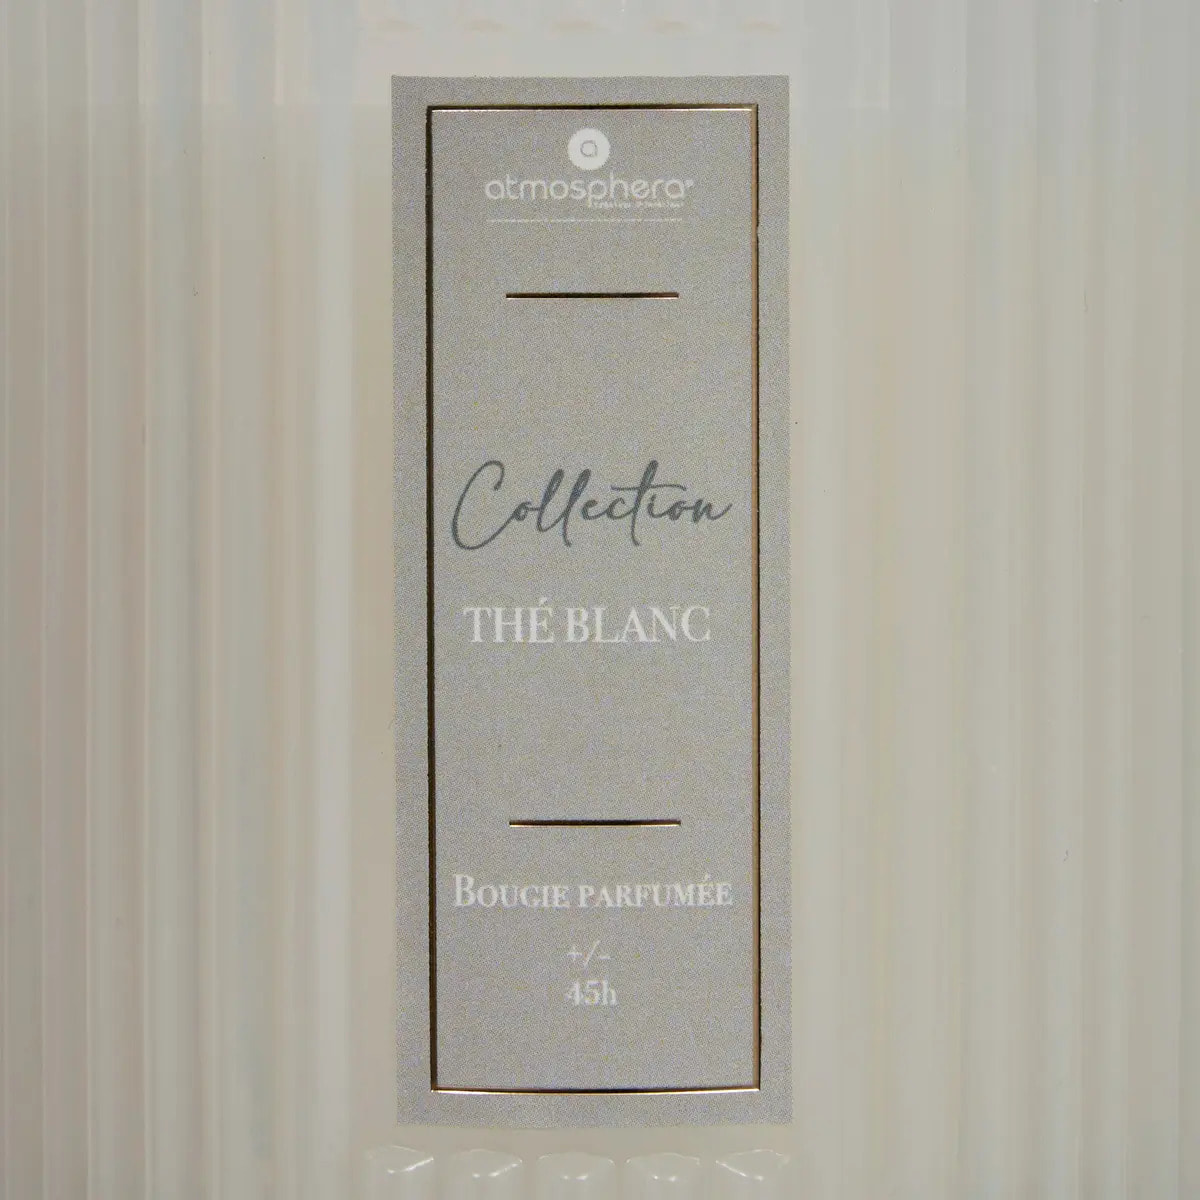 atmosphera®
Collection
THÉ BLANC
BOUGIE PARFUMÉE
+/-
45h